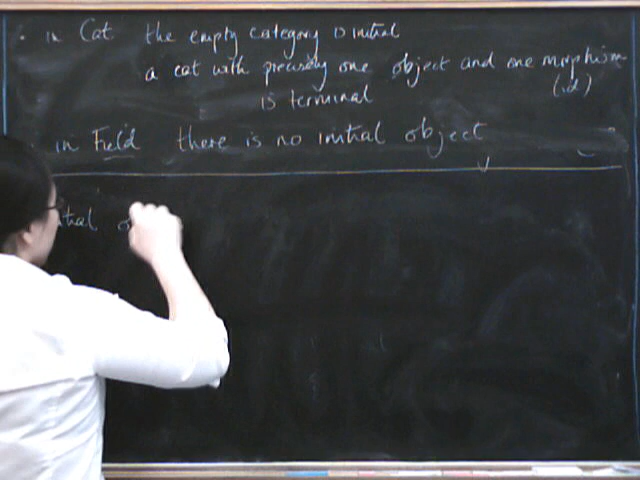 in Cat the empty category is initial
a cat with precisely one object and one morphism
is terminal (id)
in Field there is no initial object
tial o